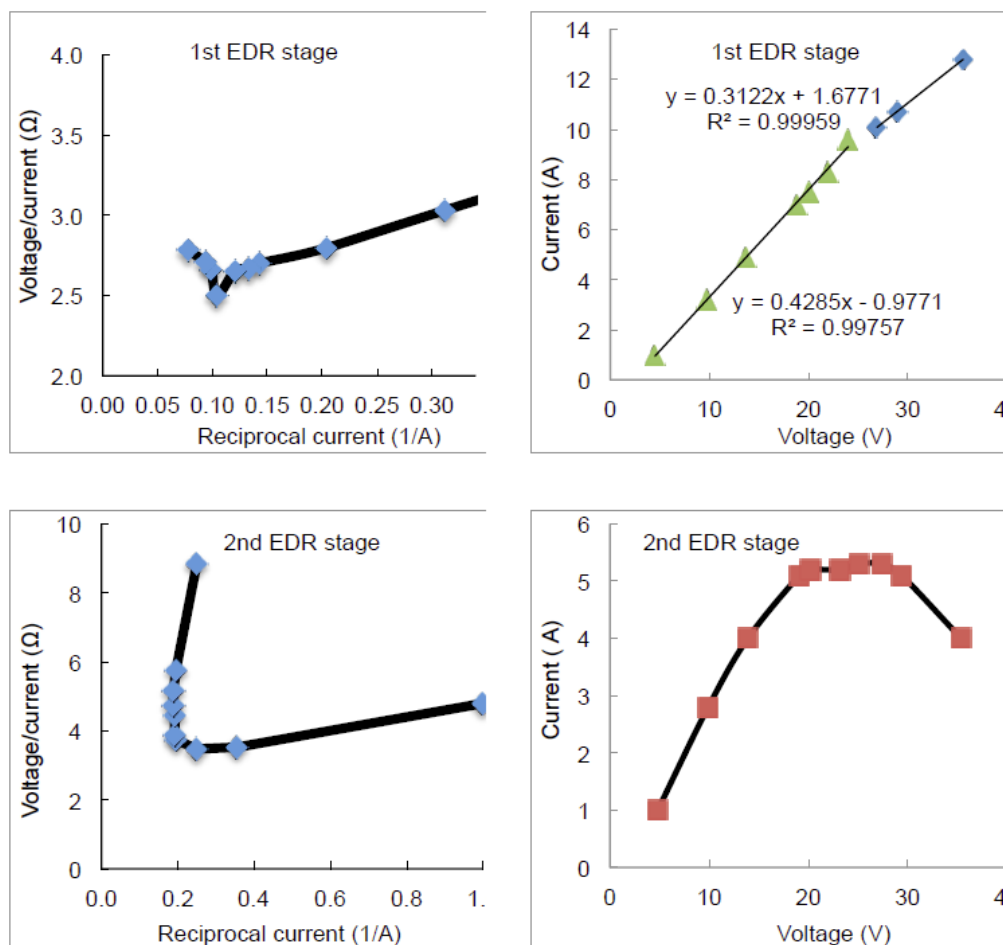 1st EDR stage
4.0
3.5
3.0
2.5
2.0
0.00 0.05 0.10 0.15 0.20 0.25 0.30
Voltage/current (Ω)
Reciprocal current (1/A)
1st EDR stage
y = 0.3122x + 1.6771
R² = 0.99959
y = 0.4285x - 0.9771
R² = 0.99757
14
12
10
8
6
4
2
0
0 10 20 30 4
Current (A)
Voltage (V)
2nd EDR stage
10
8
6
4
2
0
0.0 0.2 0.4 0.6 0.8 1.
Voltage/current (Ω)
Reciprocal current (1/A)
2nd EDR stage
6
5
4
3
2
1
0
0 10 20 30 4
Current ( A)
Voltage (V)